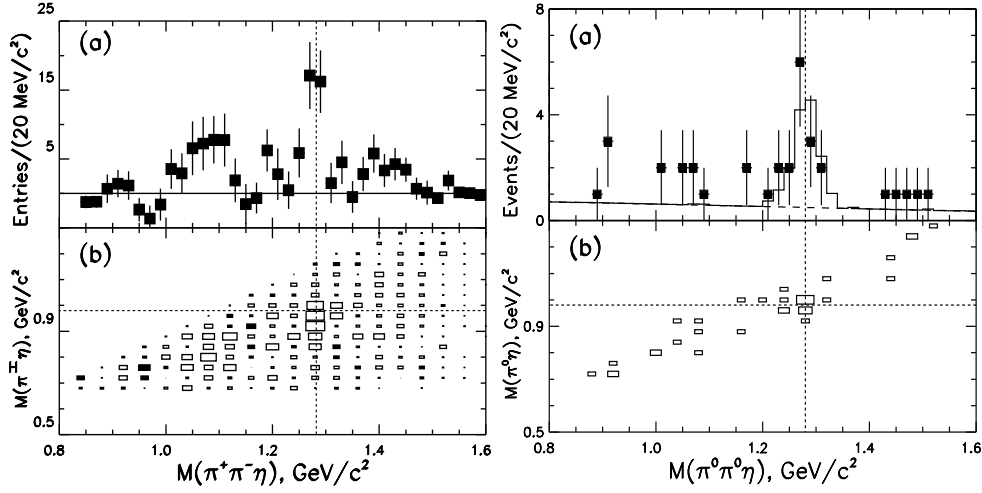 25
15
5
Entries/(20 MeV/c²)
(a)
0.9
0.5
M(π^±η), GeV/c²
(b)
0.8
1.0
1.2
1.4
1.6
M(π⁺π⁻η), GeV/c²
8
4
0
Events/(20 MeV/c²)
(a)
0.9
0.5
M(π⁰η), GeV/c²
(b)
0.8
1.0
1.2
1.4
1.6
M(π⁰π⁰η), GeV/c²